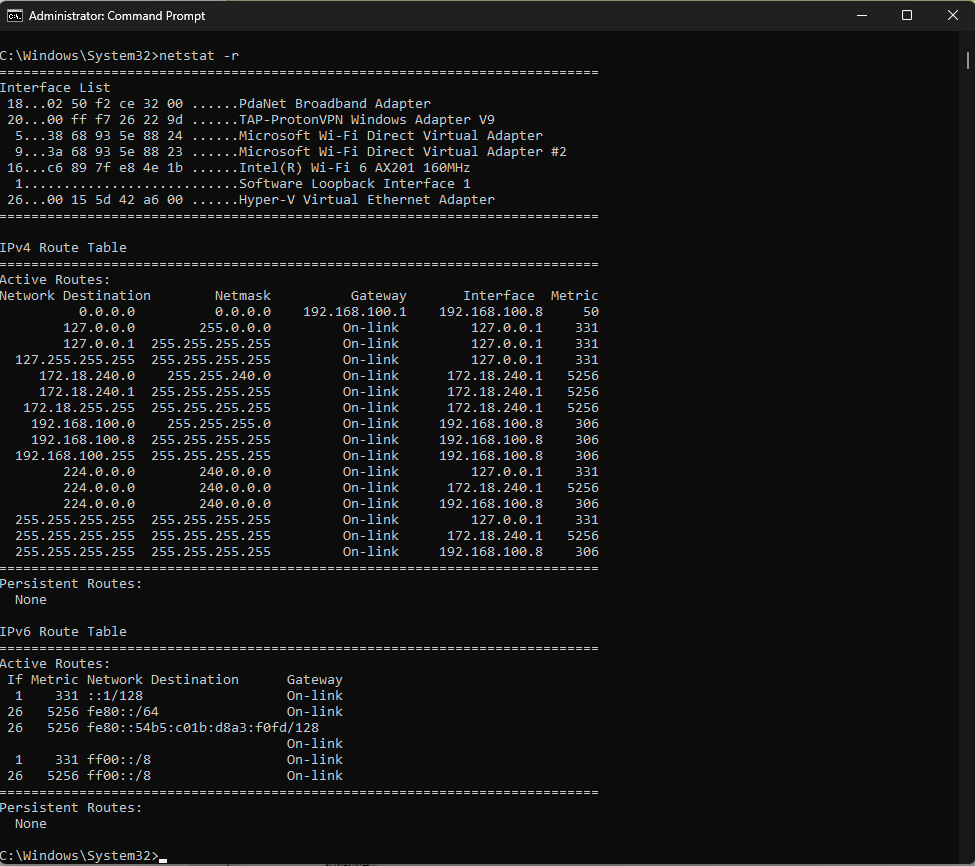 Administrator: Command Prompt
C:\Windows\System32>netstat -r
===========================================================================
Interface List
 18...02 50 f2 ce 32 00 ......PdaNet Broadband Adapter
 20...00 ff f7 26 22 9d ......TAP-ProtonVPN Windows Adapter V9
  5...38 68 93 5e 88 24 ......Microsoft Wi-Fi Direct Virtual Adapter
  9...3a 68 93 5e 88 23 ......Microsoft Wi-Fi Direct Virtual Adapter #2
 16...c6 89 7f e8 4e 1b ......Intel(R) Wi-Fi 6 AX201 160MHz
  1...........................Software Loopback Interface 1
 26...00 15 5d 42 a6 00 ......Hyper-V Virtual Ethernet Adapter
===========================================================================
IPv4 Route Table
===========================================================================
Active Routes:
Network Destination        Netmask          Gateway       Interface  Metric
          0.0.0.0          0.0.0.0    192.168.100.1    192.168.100.8     50
        127.0.0.0        255.0.0.0         On-link         127.0.0.1    331
        127.0.0.1  255.255.255.255         On-link         127.0.0.1    331
  127.255.255.255  255.255.255.255         On-link         127.0.0.1    331
     172.18.240.0    255.255.240.0         On-link      172.18.240.1   5256
     172.18.240.1  255.255.255.255         On-link      172.18.240.1   5256
   172.18.255.255  255.255.255.255         On-link      172.18.240.1   5256
    192.168.100.0    255.255.255.0         On-link     192.168.100.8    306
    192.168.100.8  255.255.255.255         On-link     192.168.100.8    306
  192.168.100.255  255.255.255.255         On-link     192.168.100.8    306
        224.0.0.0        240.0.0.0         On-link         127.0.0.1    331
        224.0.0.0        240.0.0.0         On-link      172.18.240.1   5256
        224.0.0.0        240.0.0.0         On-link     192.168.100.8    306
  255.255.255.255  255.255.255.255         On-link         127.0.0.1    331
  255.255.255.255  255.255.255.255         On-link      172.18.240.1   5256
  255.255.255.255  255.255.255.255         On-link     192.168.100.8    306
===========================================================================
Persistent Routes:
  None
IPv6 Route Table
===========================================================================
Active Routes:
 If Metric Network Destination      Gateway
  1    331 ::1/128                  On-link
 26   5256 fe80::/64                On-link
 26   5256 fe80::54b5:c01b:d8a3:f0fd/128
                                    On-link
  1    331 ff00::/8                 On-link
 26   5256 ff00::/8                 On-link
===========================================================================
Persistent Routes:
  None
C:\Windows\System32>